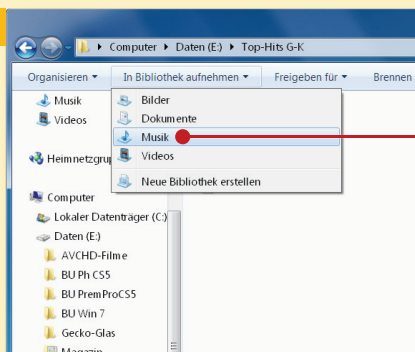 Computer ▸ Daten (E:) ▸ Top-Hits G-K
Organisieren ▾ In Bibliothek aufnehmen ▾ Freigeben für ▾ Brennen
Musik
Videos
Bilder
Dokumente
Musik
Videos
Neue Bibliothek erstellen
Computer
Lokaler Datenträger (C:)
Daten (E:)
AVCHD-Filme
BU Ph CS5
BU PremProCS5
BU Win 7
Gecko-Glas
Magazin